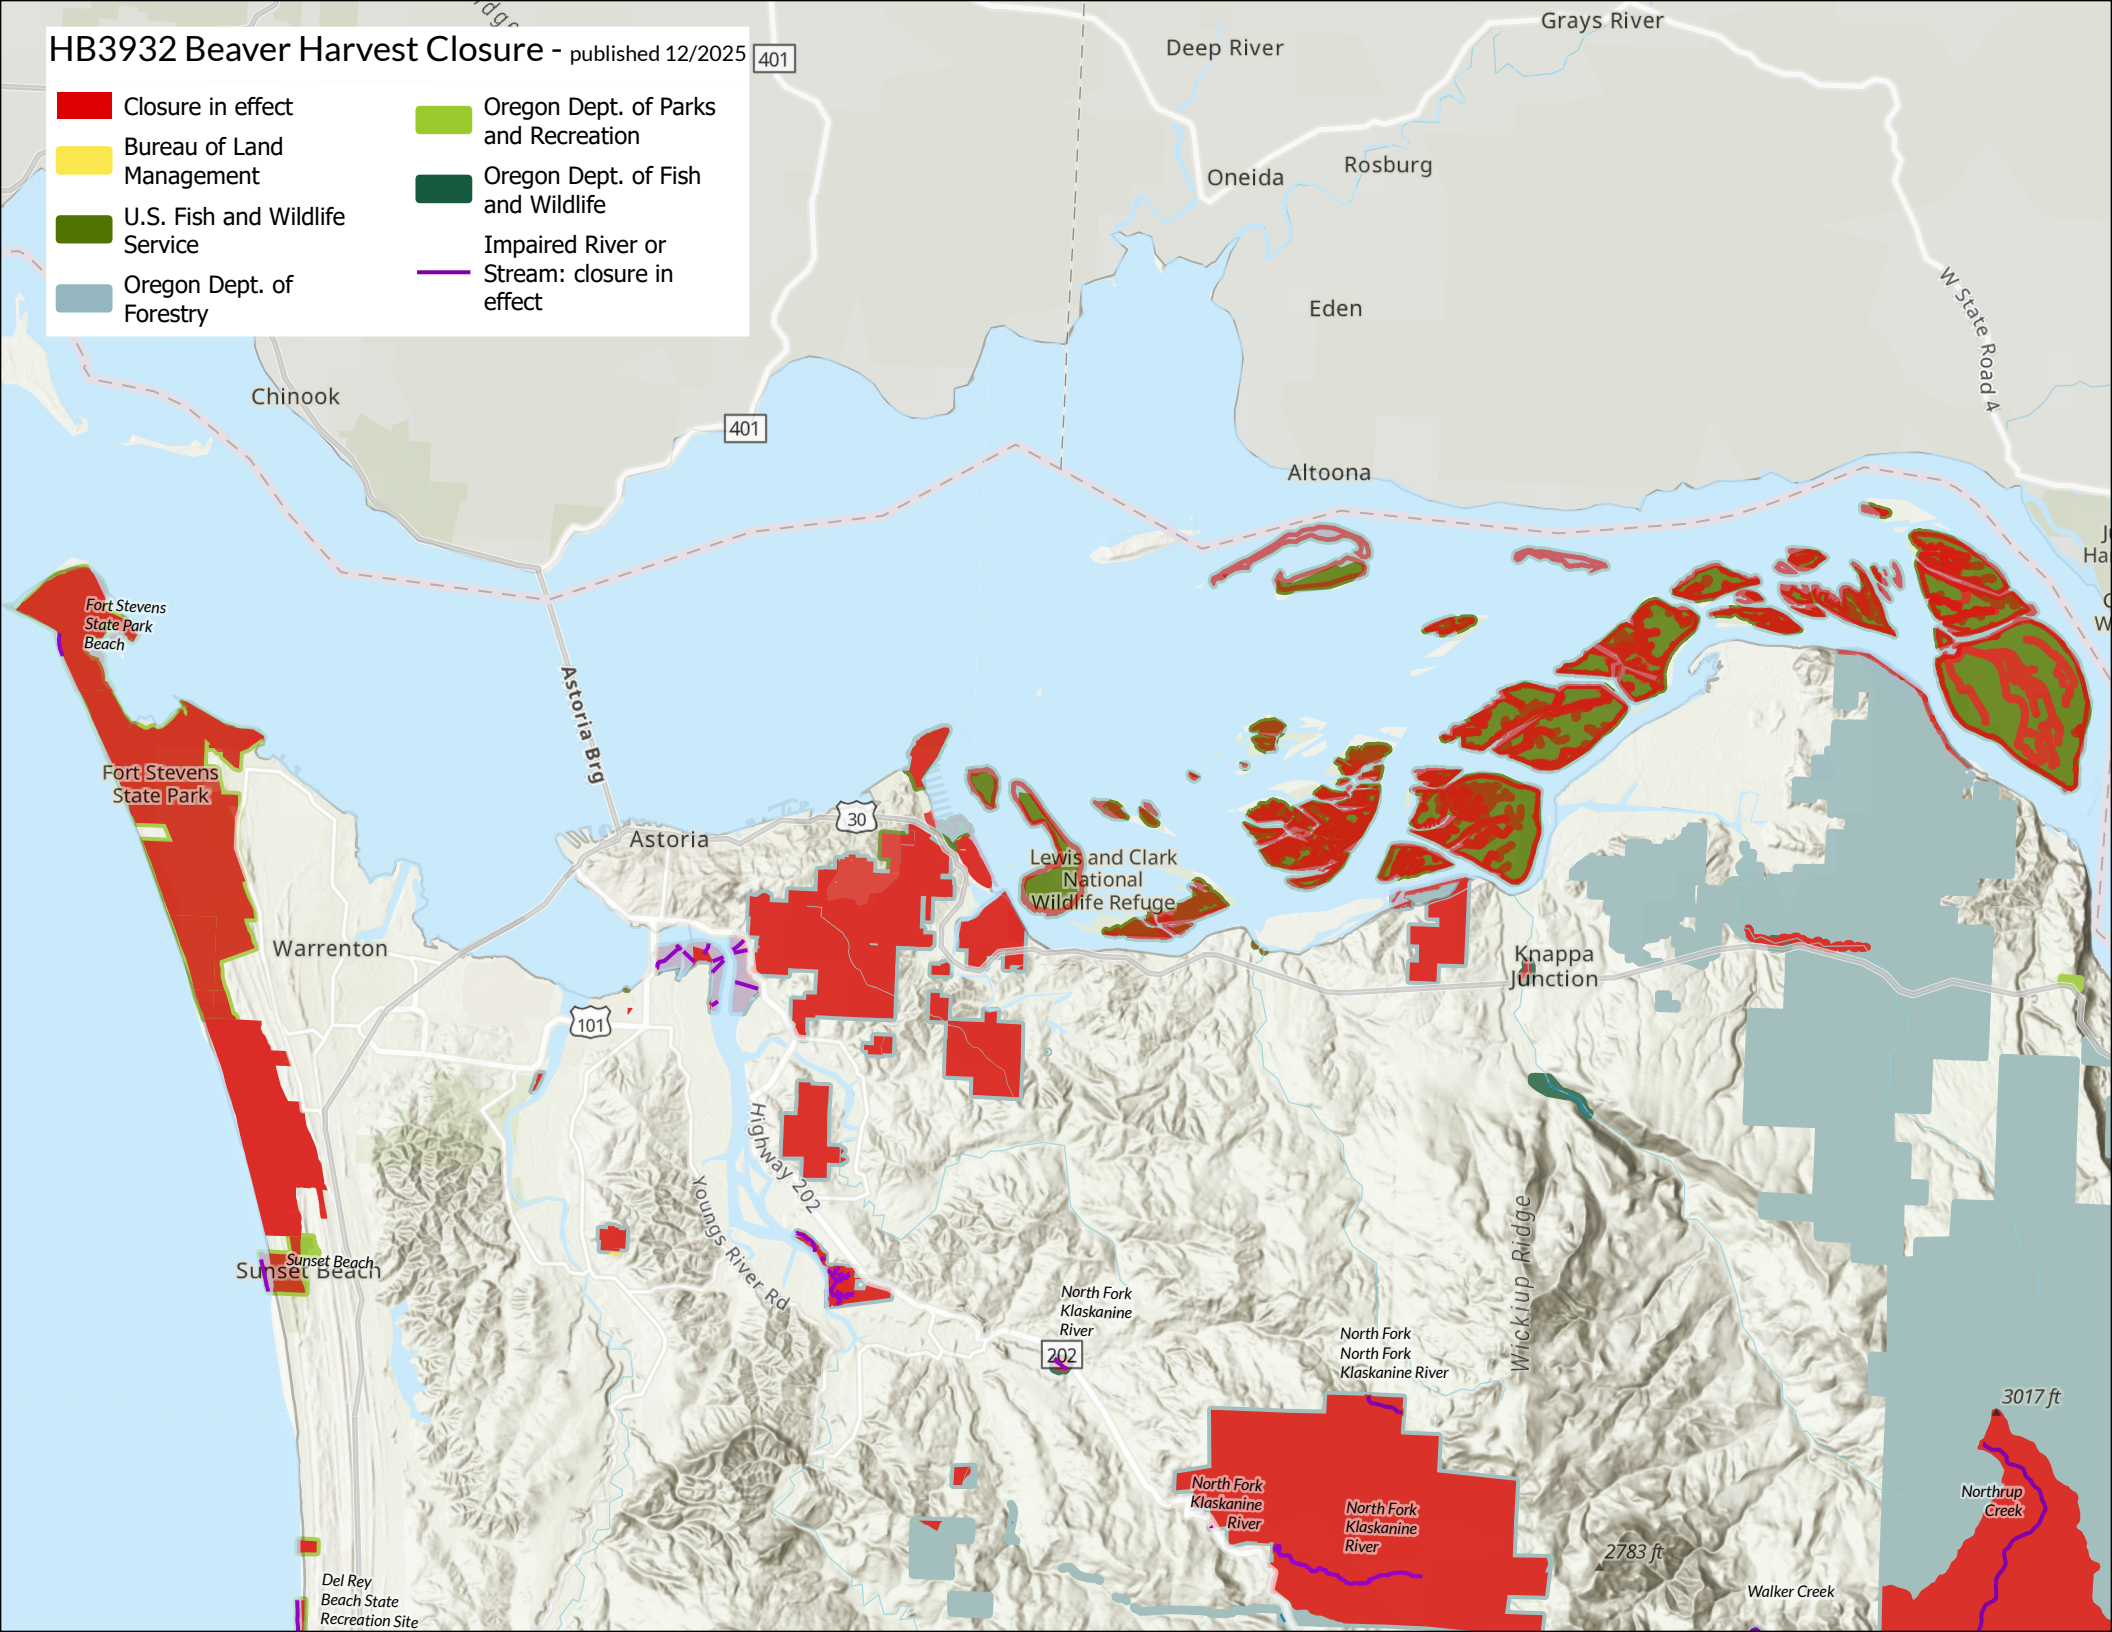 HB3932 Beaver Harvest Closure - published 12/2025
Closure in effect
Bureau of Land
Management
U.S. Fish and Wildlife
Service
Oregon Dept. of
Forestry
Oregon Dept. of Parks
and Recreation
Oregon Dept. of Fish
and Wildlife
Impaired River or
Stream: closure in
effect
401
Deep River
Grays River
Oneida
Rosburg
Eden
W State Road 4
Chinook
401
Altoona
Fort Stevens
State Park
Beach
Astoria Brg
Fort Stevens
State Park
30
Astoria
Lewis and Clark
National
Wildlife Refuge
Warrenton
Knappa
Junction
101
Highway 202
Youngs River Rd
Wickiup Ridge
Sunset Beach
Sunset Beach
North Fork
Klaskanine
River
202
North Fork
North Fork
Klaskanine River
3017 ft
North Fork
Klaskanine
River
North Fork
Klaskanine
River
Northrup
Creek
2783 ft
Walker Creek
Del Rey
Beach State
Recreation Site